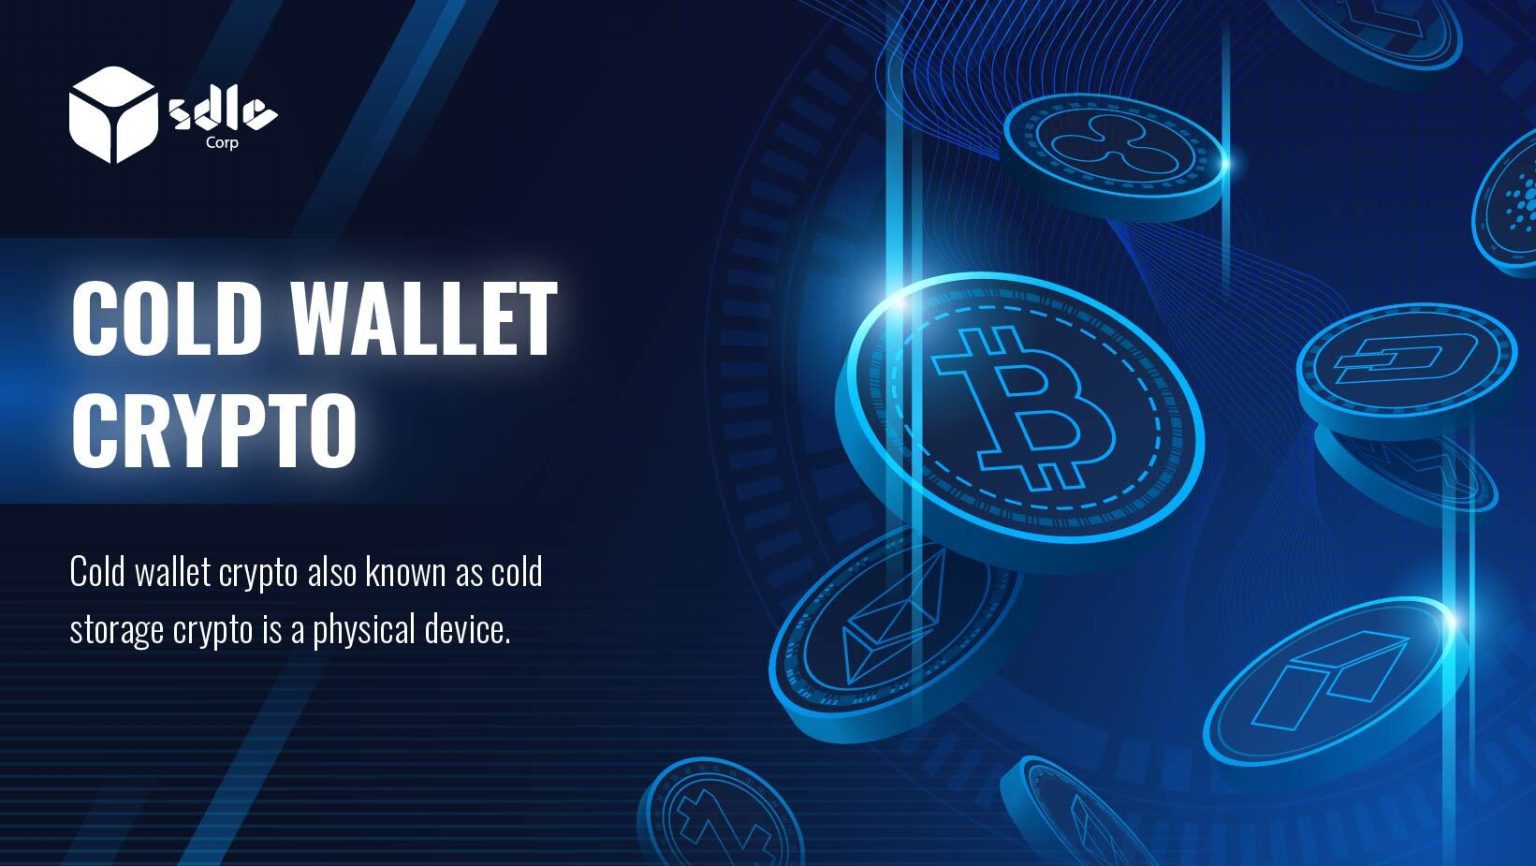 sdlc
Corp
COLD WALLET
CRYPTO
Cold wallet crypto also known as cold
storage crypto is a physical device.